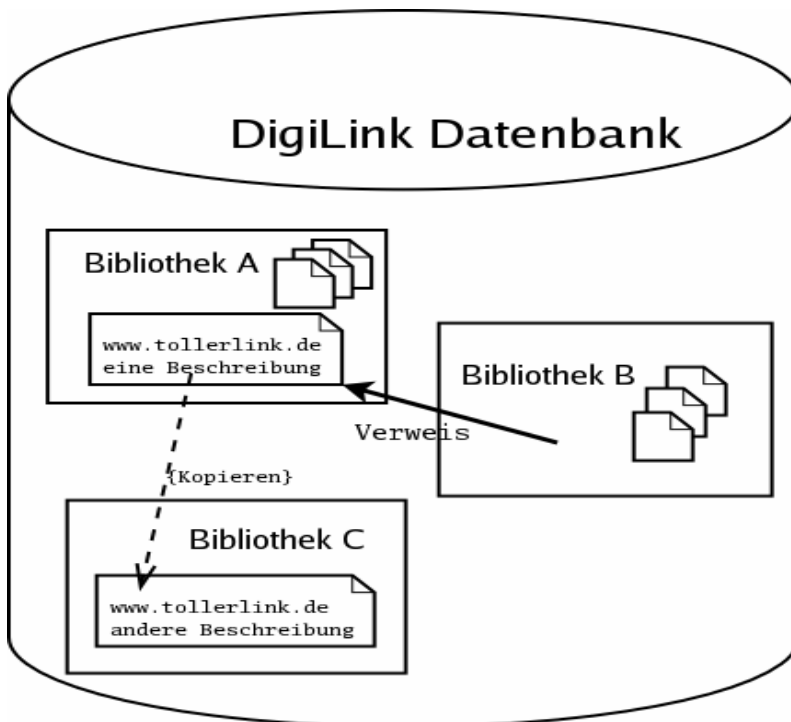 DigiLink Datenbank
Bibliothek A
www.tollerlink.de
eine Beschreibung
Bibliothek B
Verweis
{Kopieren}
Bibliothek C
www.tollerlink.de
andere Beschreibung